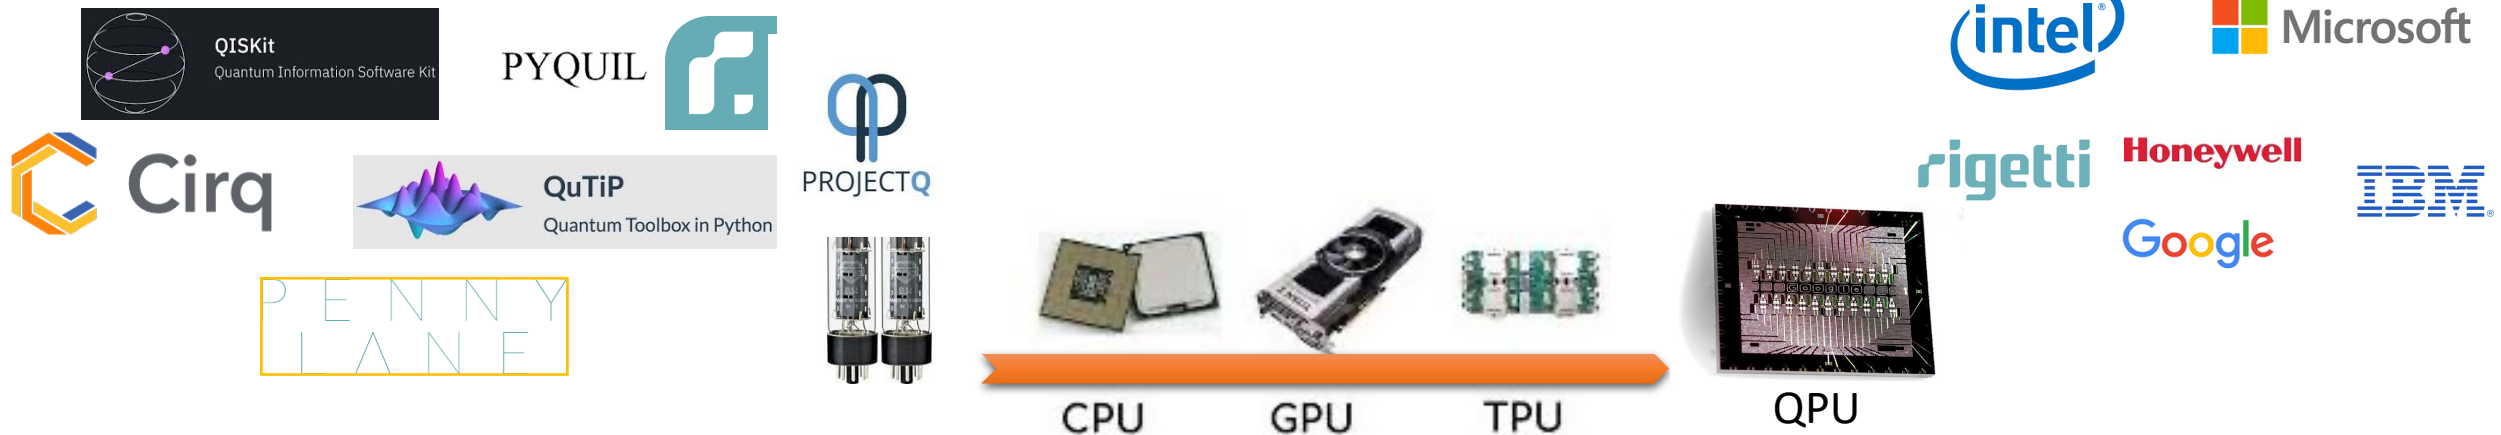 QISKit
Quantum Information Software Kit
PYQUIL
Cirq
QuTiP
Quantum Toolbox in Python
PROJECTQ
PENNY
LANE
CPU
GPU
TPU
Google
QPU
intel®
Microsoft
rigetti
Honeywell
IBM®
Google